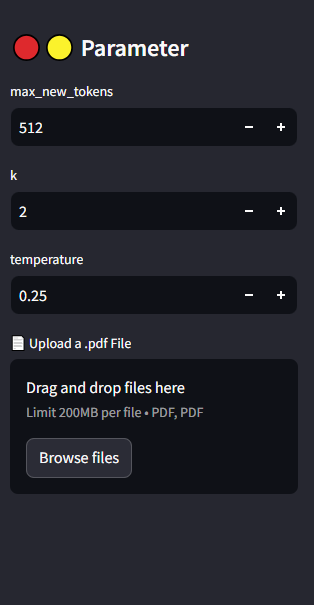 Parameter
max_new_tokens
512
k
2
temperature
0.25
Upload a .pdf File
Drag and drop files here
Limit 200MB per file • PDF, PDF
Browse files